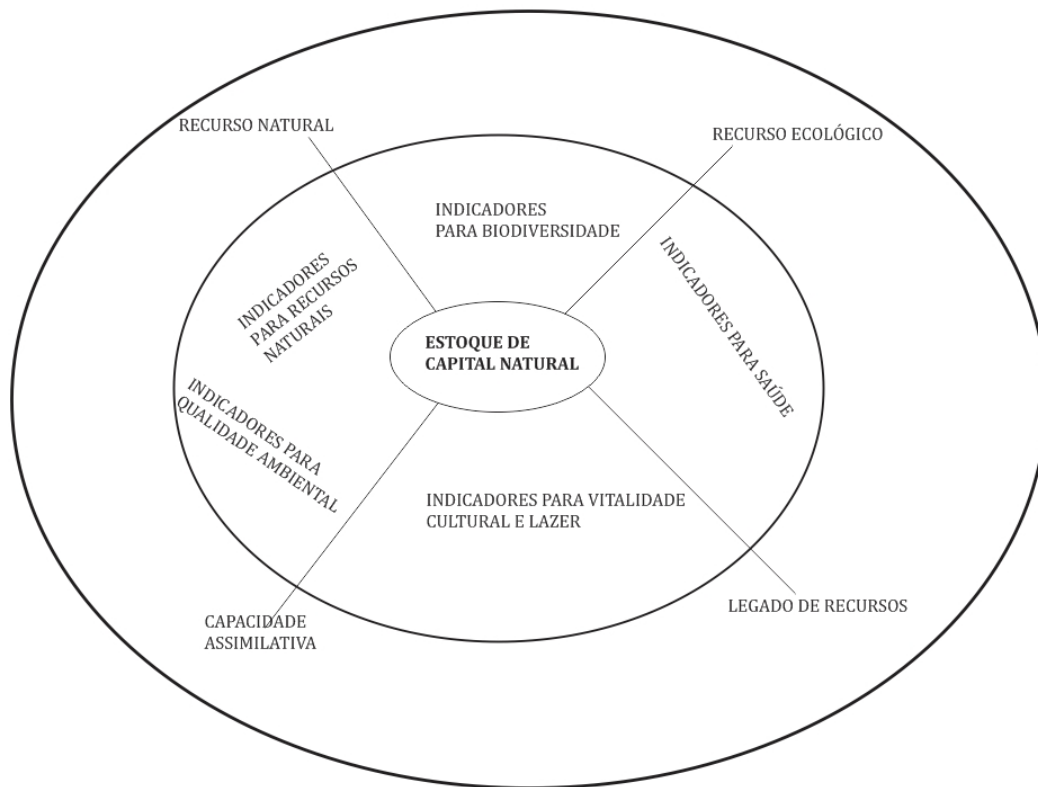 RECURSO NATURAL
RECURSO ECOLÓGICO
INDICADORES
PARA BIODIVERSIDADE
INDICADORES
PARA RECURSOS
NATURAIS
INDICADORES PARA SAÚDE
ESTOQUE DE
CAPITAL NATURAL
INDICADORES PARA
QUALIDADE AMBIENTAL
INDICADORES PARA VITALIDADE
CULTURAL E LAZER
CAPACIDADE
ASSIMILATIVA
LEGADO DE RECURSOS